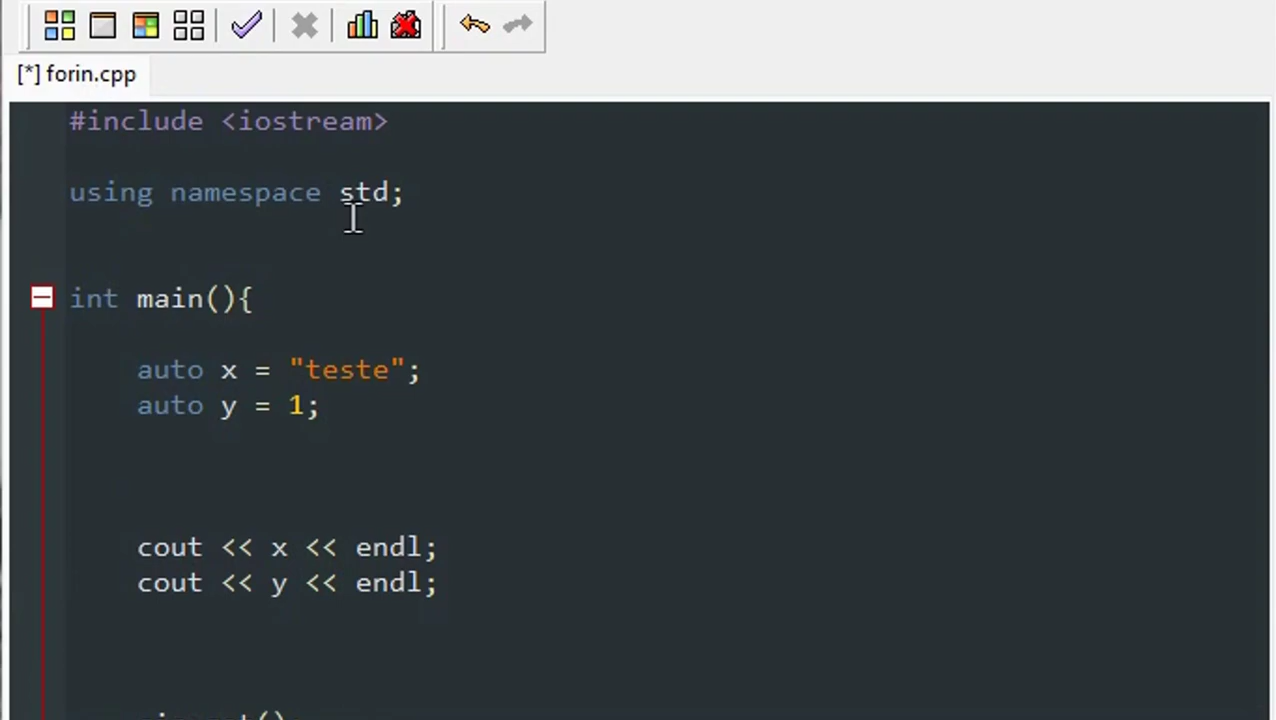 [*] forin.cpp
#include <iostream>
using namespace std;
int main(){
auto x = "teste";
auto y = 1;
cout << x << endl;
cout << y << endl;